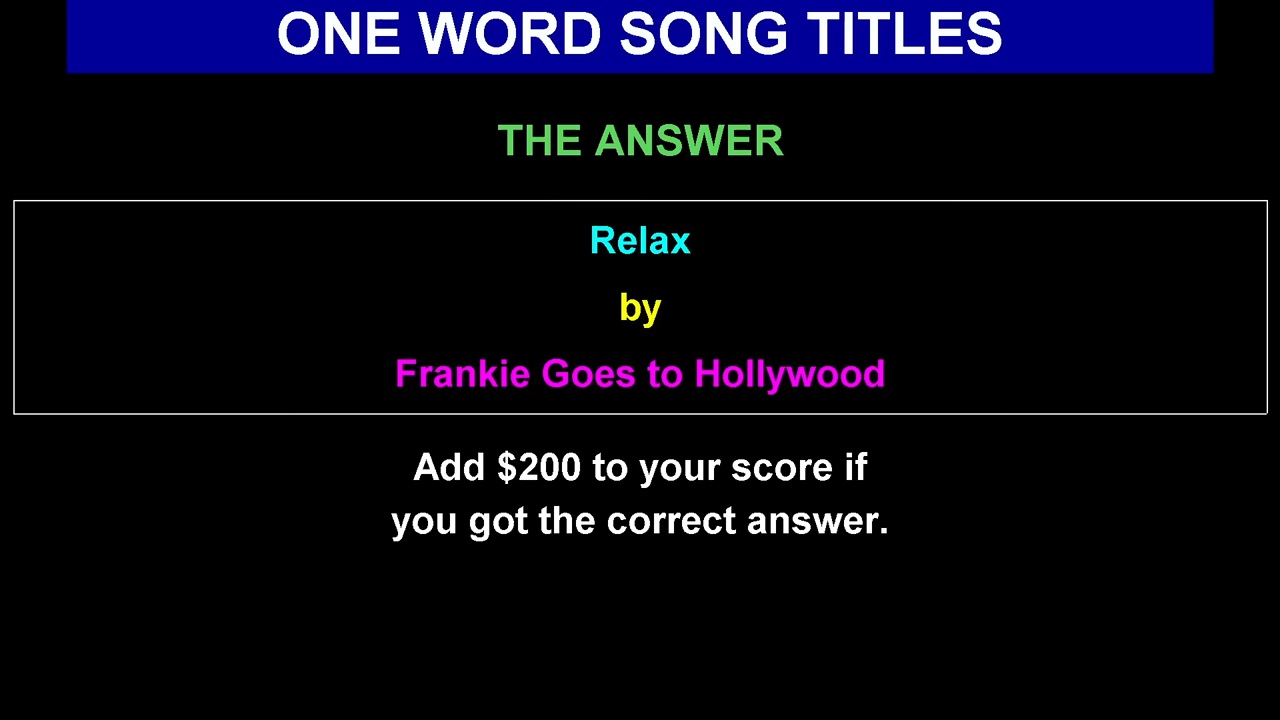 ONE WORD SONG TITLES
THE ANSWER
Relax
by
Frankie Goes to Hollywood
Add $200 to your score if
you got the correct answer.